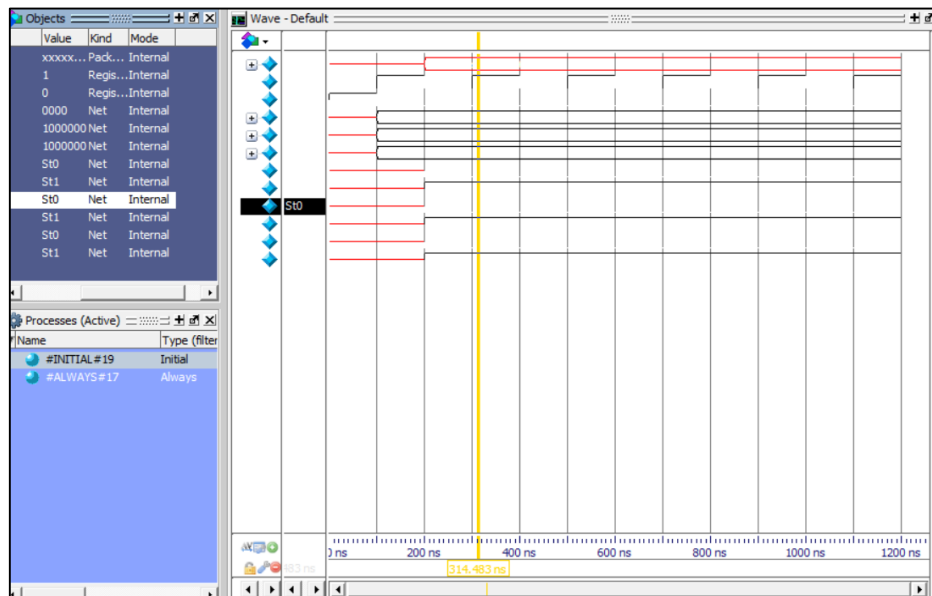 Objects
Value Kind Mode
xxxxx... Pack... Internal
1 Regis... Internal
0 Regis... Internal
0000 Net Internal
1000000 Net Internal
1000000 Net Internal
St0 Net Internal
St1 Net Internal
St0 Net Internal
St1 Net Internal
St0 Net Internal
St1 Net Internal
Processes (Active)
Name Type (filter
#INITIAL#19 Initial
#ALWAYS#17 Always
Wave - Default
St0
ns 200 ns 400 ns 600 ns 800 ns 1000 ns 1200 ns
483 ns 314.483 ns